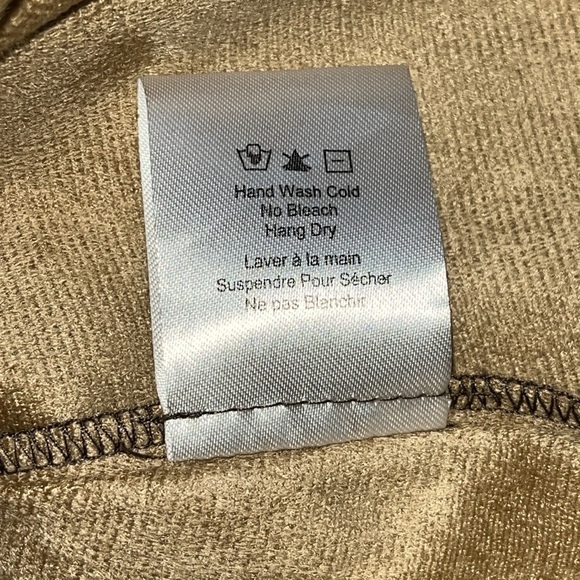 Hand Wash Cold
No Bleach
Hang Dry
Laver à la main
Suspendre Pour Sécher
Ne pas Blanchir